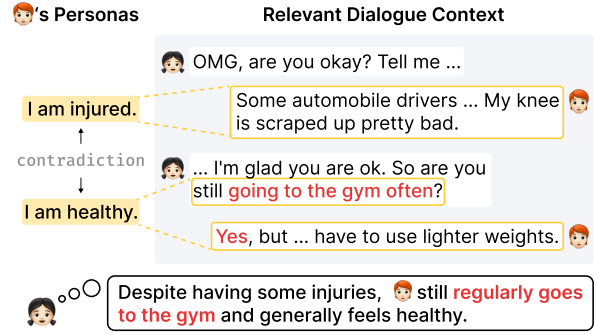 's Personas
Relevant Dialogue Context
OMG, are you okay? Tell me ...
I am injured.
Some automobile drivers ... My knee
is scraped up pretty bad.
contradiction
... I'm glad you are ok. So are you
still going to the gym often?
I am healthy.
Yes, but ... have to use lighter weights.
Despite having some injuries, still regularly goes
to the gym and generally feels healthy.